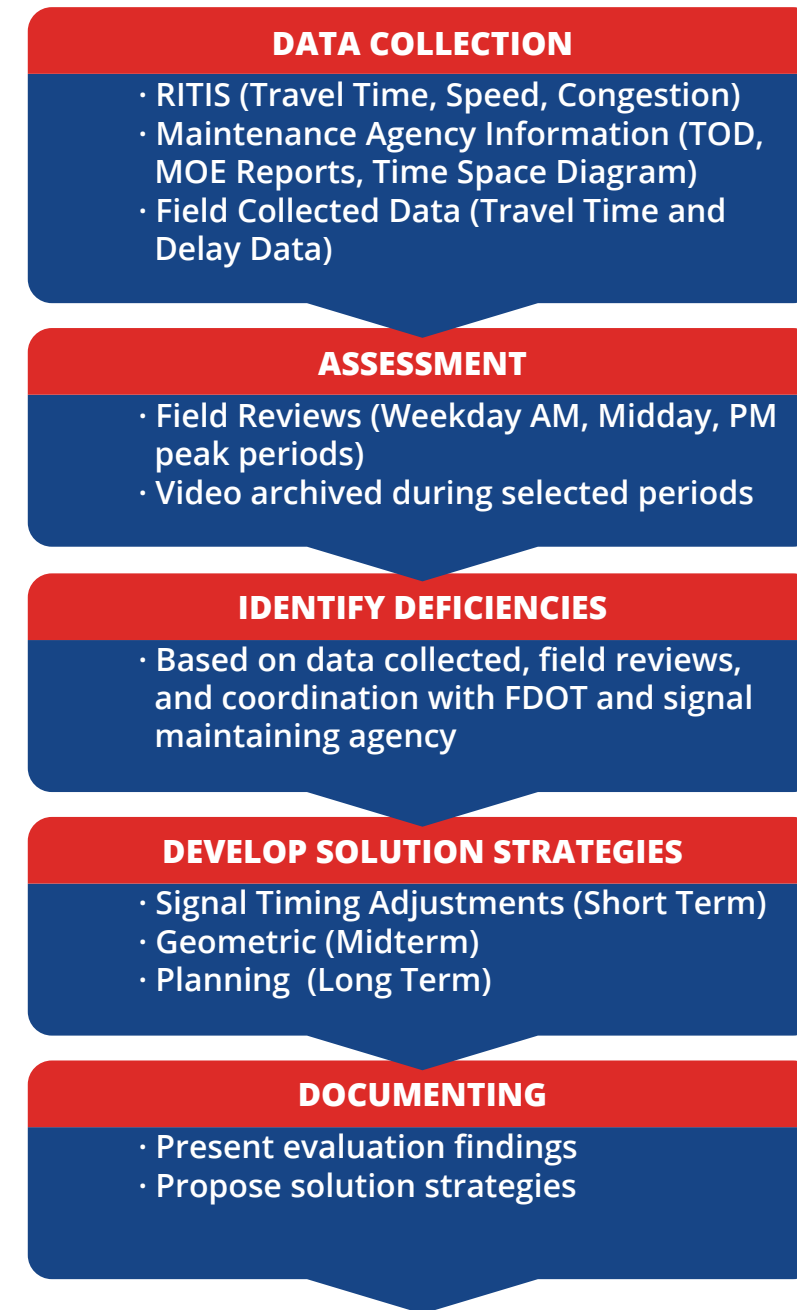 DATA COLLECTION
· RITIS (Travel Time, Speed, Congestion)
· Maintenance Agency Information (TOD,
MOE Reports, Time Space Diagram)
· Field Collected Data (Travel Time and
Delay Data)
ASSESSMENT
· Field Reviews (Weekday AM, Midday, PM
peak periods)
· Video archived during selected periods
IDENTIFY DEFICIENCIES
· Based on data collected, field reviews,
and coordination with FDOT and signal
maintaining agency
DEVELOP SOLUTION STRATEGIES
· Signal Timing Adjustments (Short Term)
· Geometric (Midterm)
· Planning  (Long Term)
DOCUMENTING
· Present evaluation findings
· Propose solution strategies